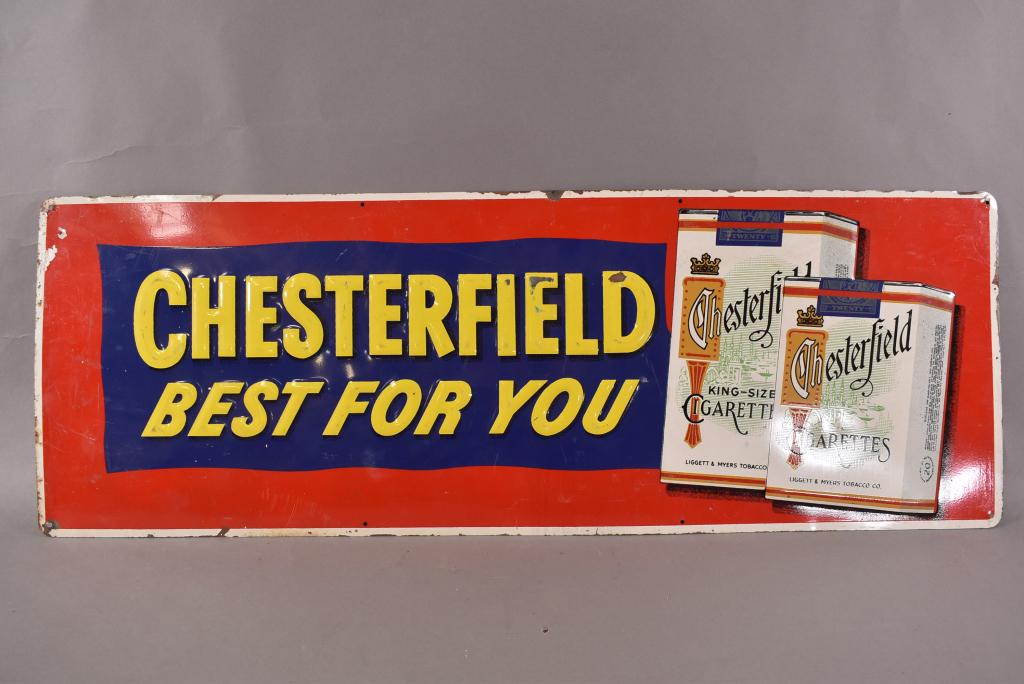 CHESTERFIELD
BEST FOR YOU
TWENTY
Chesterfield
KING-SIZE
CIGARETTES
LIGGETT & MYERS TOBACCO
TWENTY
Chesterfield
CIGARETTES
LIGGETT & MYERS TOBACCO CO.
20